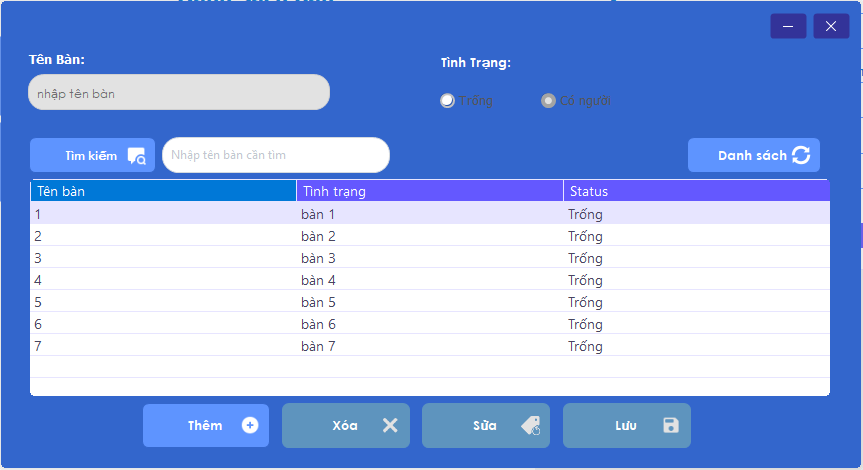 Tên Bàn:
Tình Trạng:
nhập tên bàn
Trống
Có người
Tìm kiếm
Nhập tên bàn cần tìm
Danh sách
Tên bàn Tình trạng Status
1 bàn 1 Trống
2 bàn 2 Trống
3 bàn 3 Trống
4 bàn 4 Trống
5 bàn 5 Trống
6 bàn 6 Trống
7 bàn 7 Trống
Thêm
Xóa
Sửa
Lưu